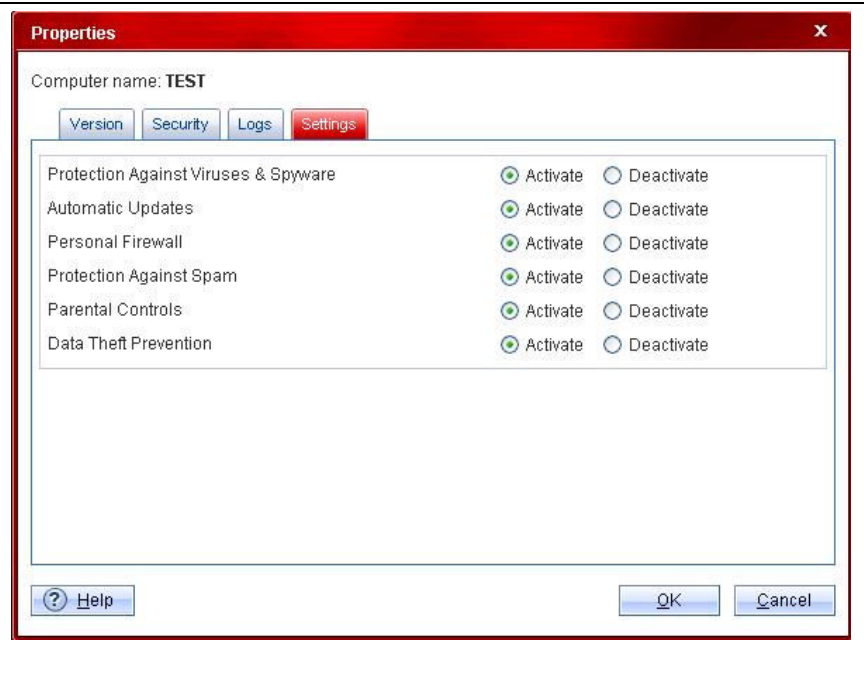 Properties x
Computer name: TEST
Version Security Logs Settings
Protection Against Viruses & Spyware Activate Deactivate
Automatic Updates Activate Deactivate
Personal Firewall Activate Deactivate
Protection Against Spam Activate Deactivate
Parental Controls Activate Deactivate
Data Theft Prevention Activate Deactivate
? Help OK Cancel